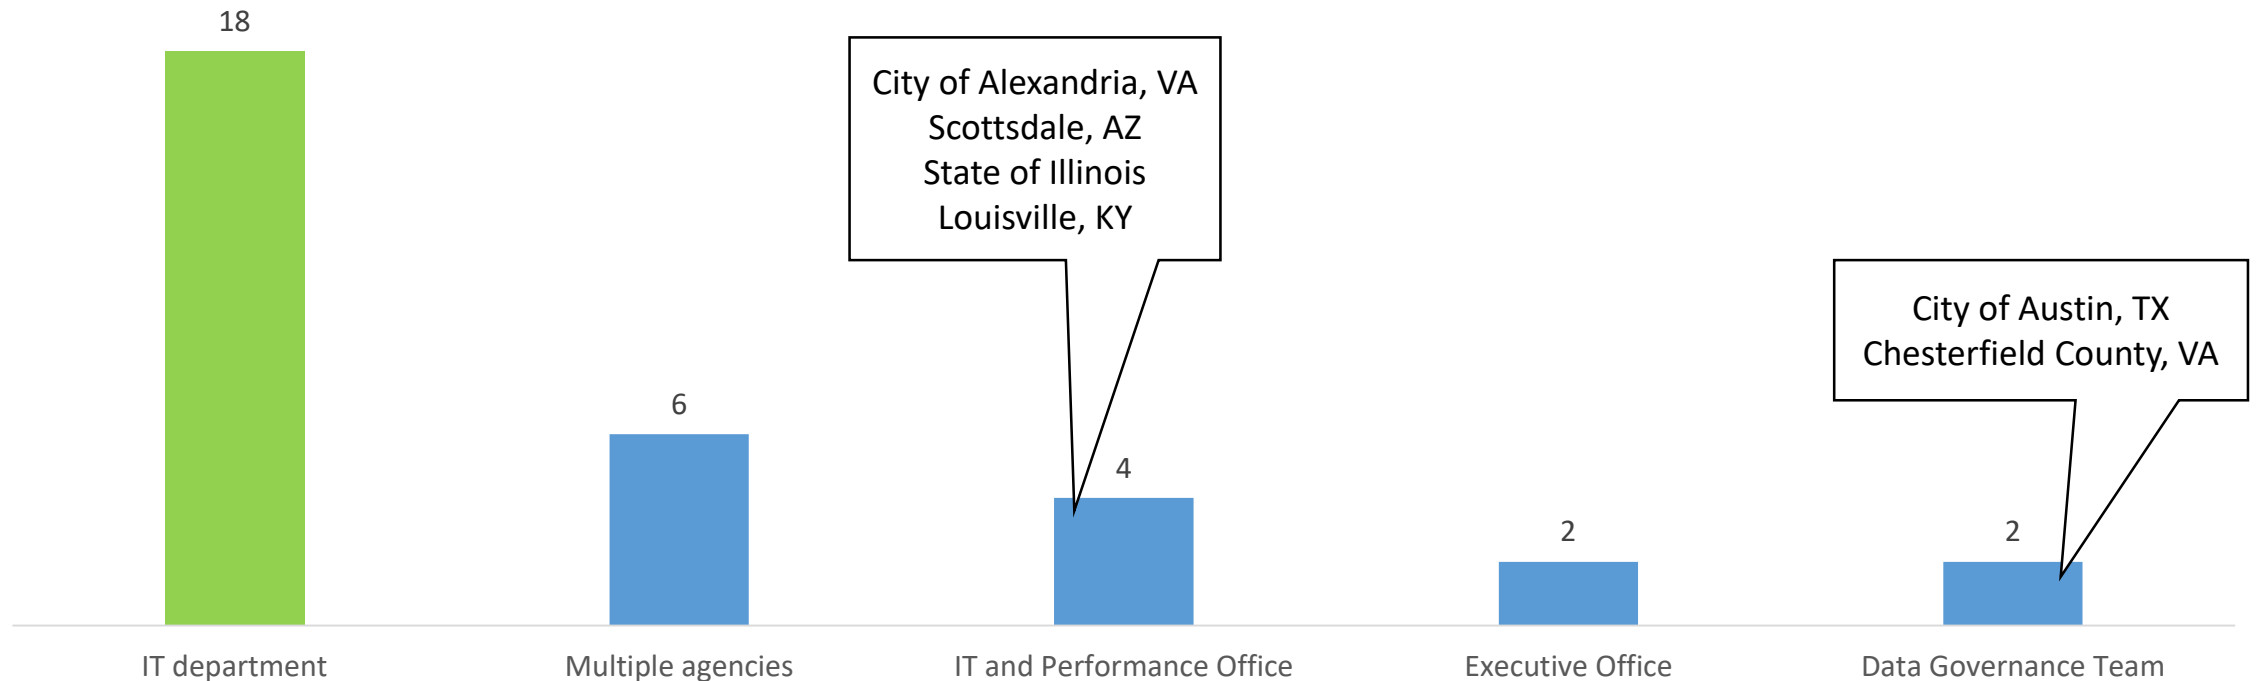 18
City of Alexandria, VA
Scottsdale, AZ
State of Illinois
Louisville, KY
City of Austin, TX
Chesterfield County, VA
6
4
2
2
IT department
Multiple agencies
IT and Performance Office
Executive Office
Data Governance Team